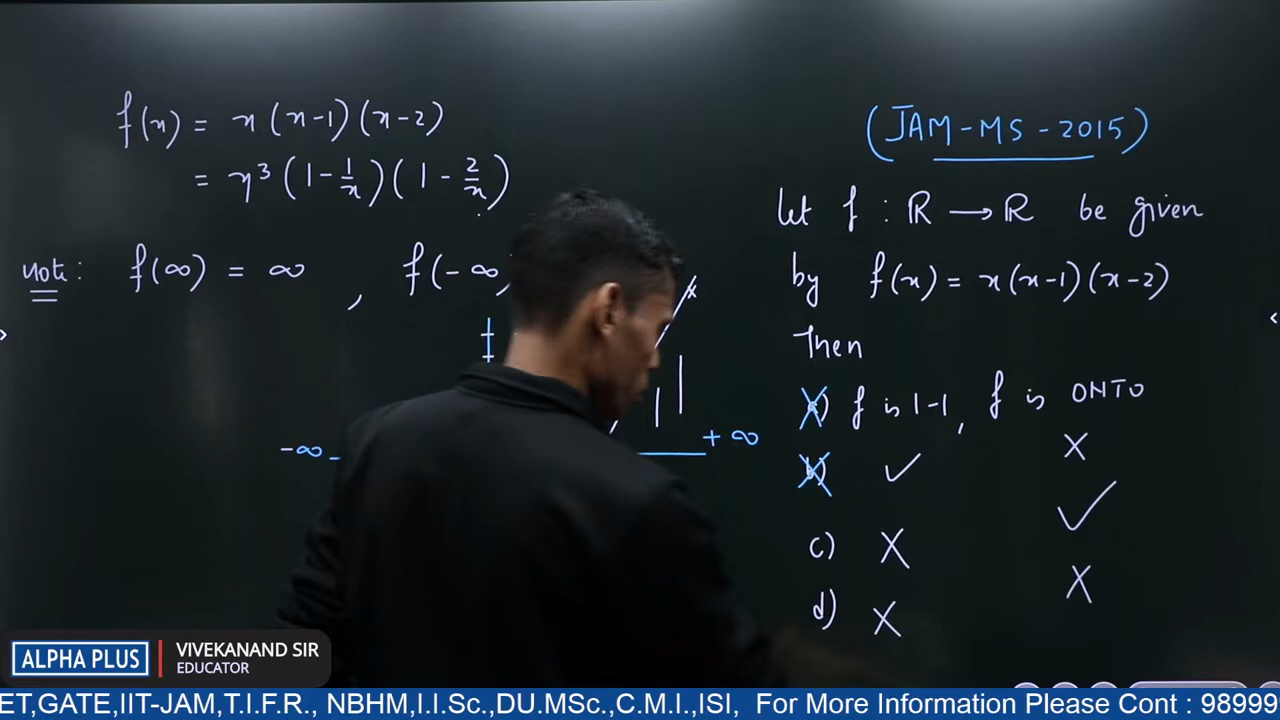 f(x) = x(x-1)(x-2)
= x³(1-1/x)(1-2/x)
note: f(∞) = ∞ , f(-∞
-∞
+ ∞
(JAM-MS-2015)
let f : ℝ → ℝ be given
by f(x) = x(x-1)(x-2)
Then
a) f is 1-1, f is ONTO
b) ✓ X
c) X ✓
d) X X
ALPHA PLUS
VIVEKANAND SIR
EDUCATOR
ET,GATE,IIT-JAM,T.I.F.R., NBHM,I.I.Sc.,DU.MSc.,C.M.I.,ISI, For More Information Please Cont : 98999